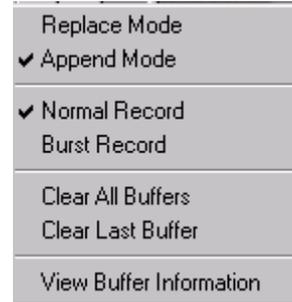 Replace Mode
Append Mode
Normal Record
Burst Record
Clear All Buffers
Clear Last Buffer
View Buffer Information